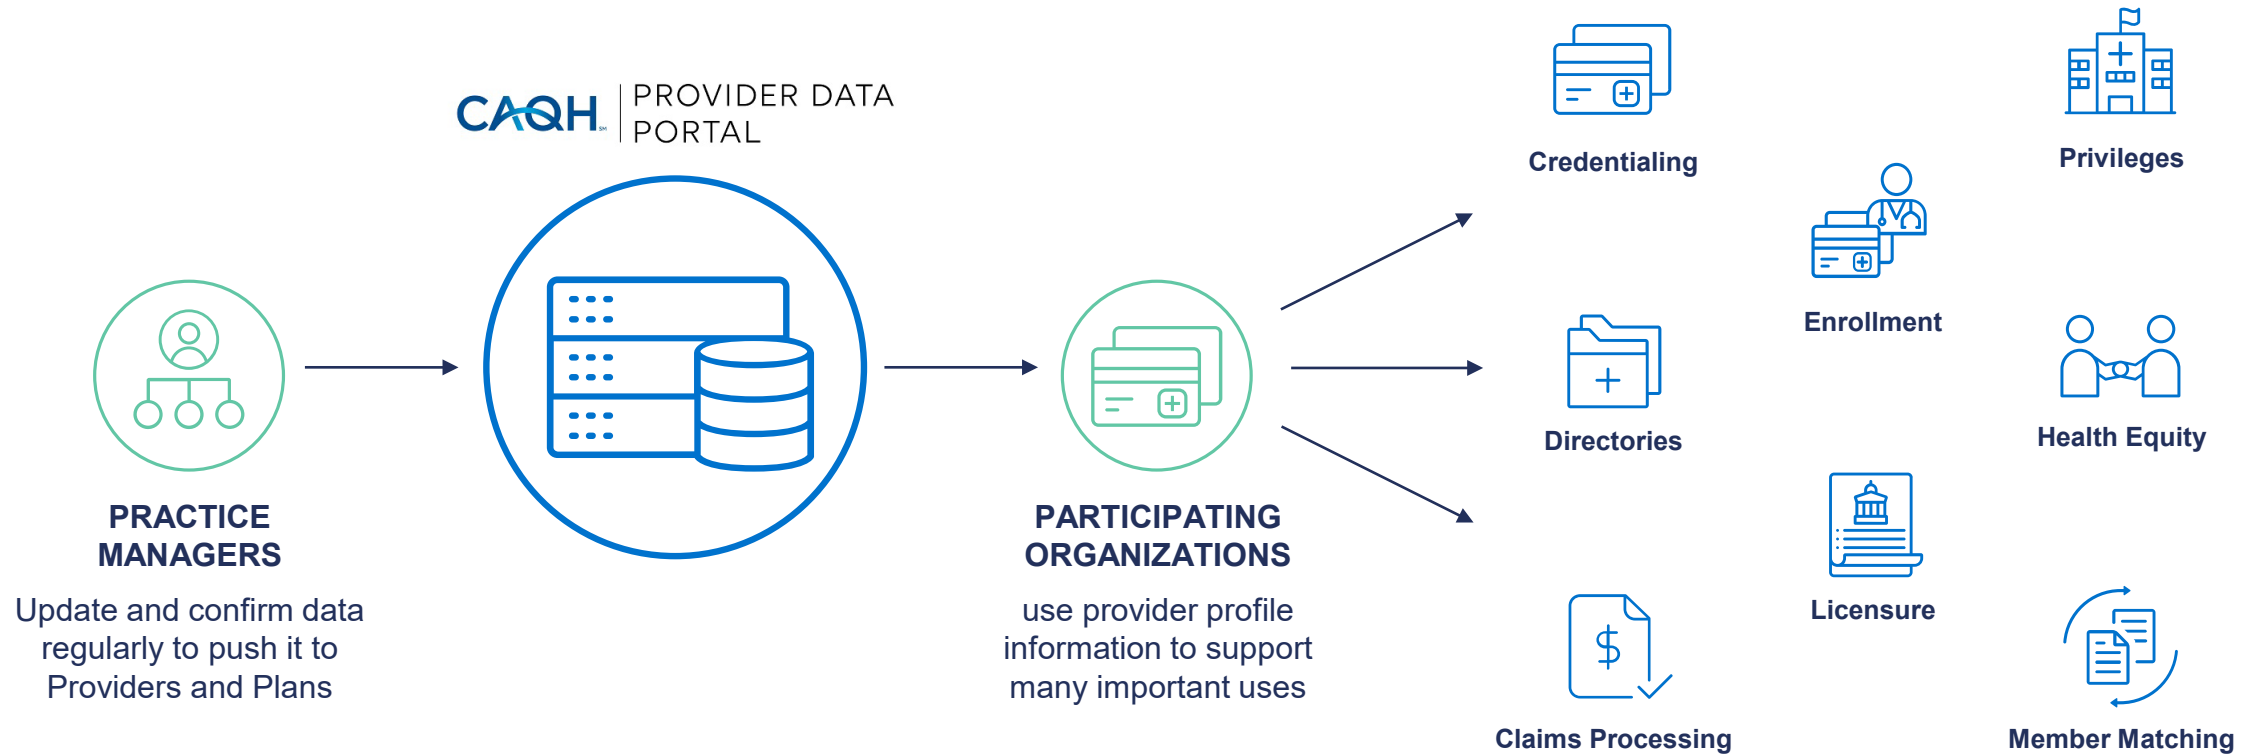 CAQH℠
PROVIDER DATA
PORTAL
PRACTICE
MANAGERS
Update and confirm data
regularly to push it to
Providers and Plans
PARTICIPATING
ORGANIZATIONS
use provider profile
information to support
many important uses
Credentialing
Privileges
Enrollment
Directories
Health Equity
Licensure
Claims Processing
Member Matching